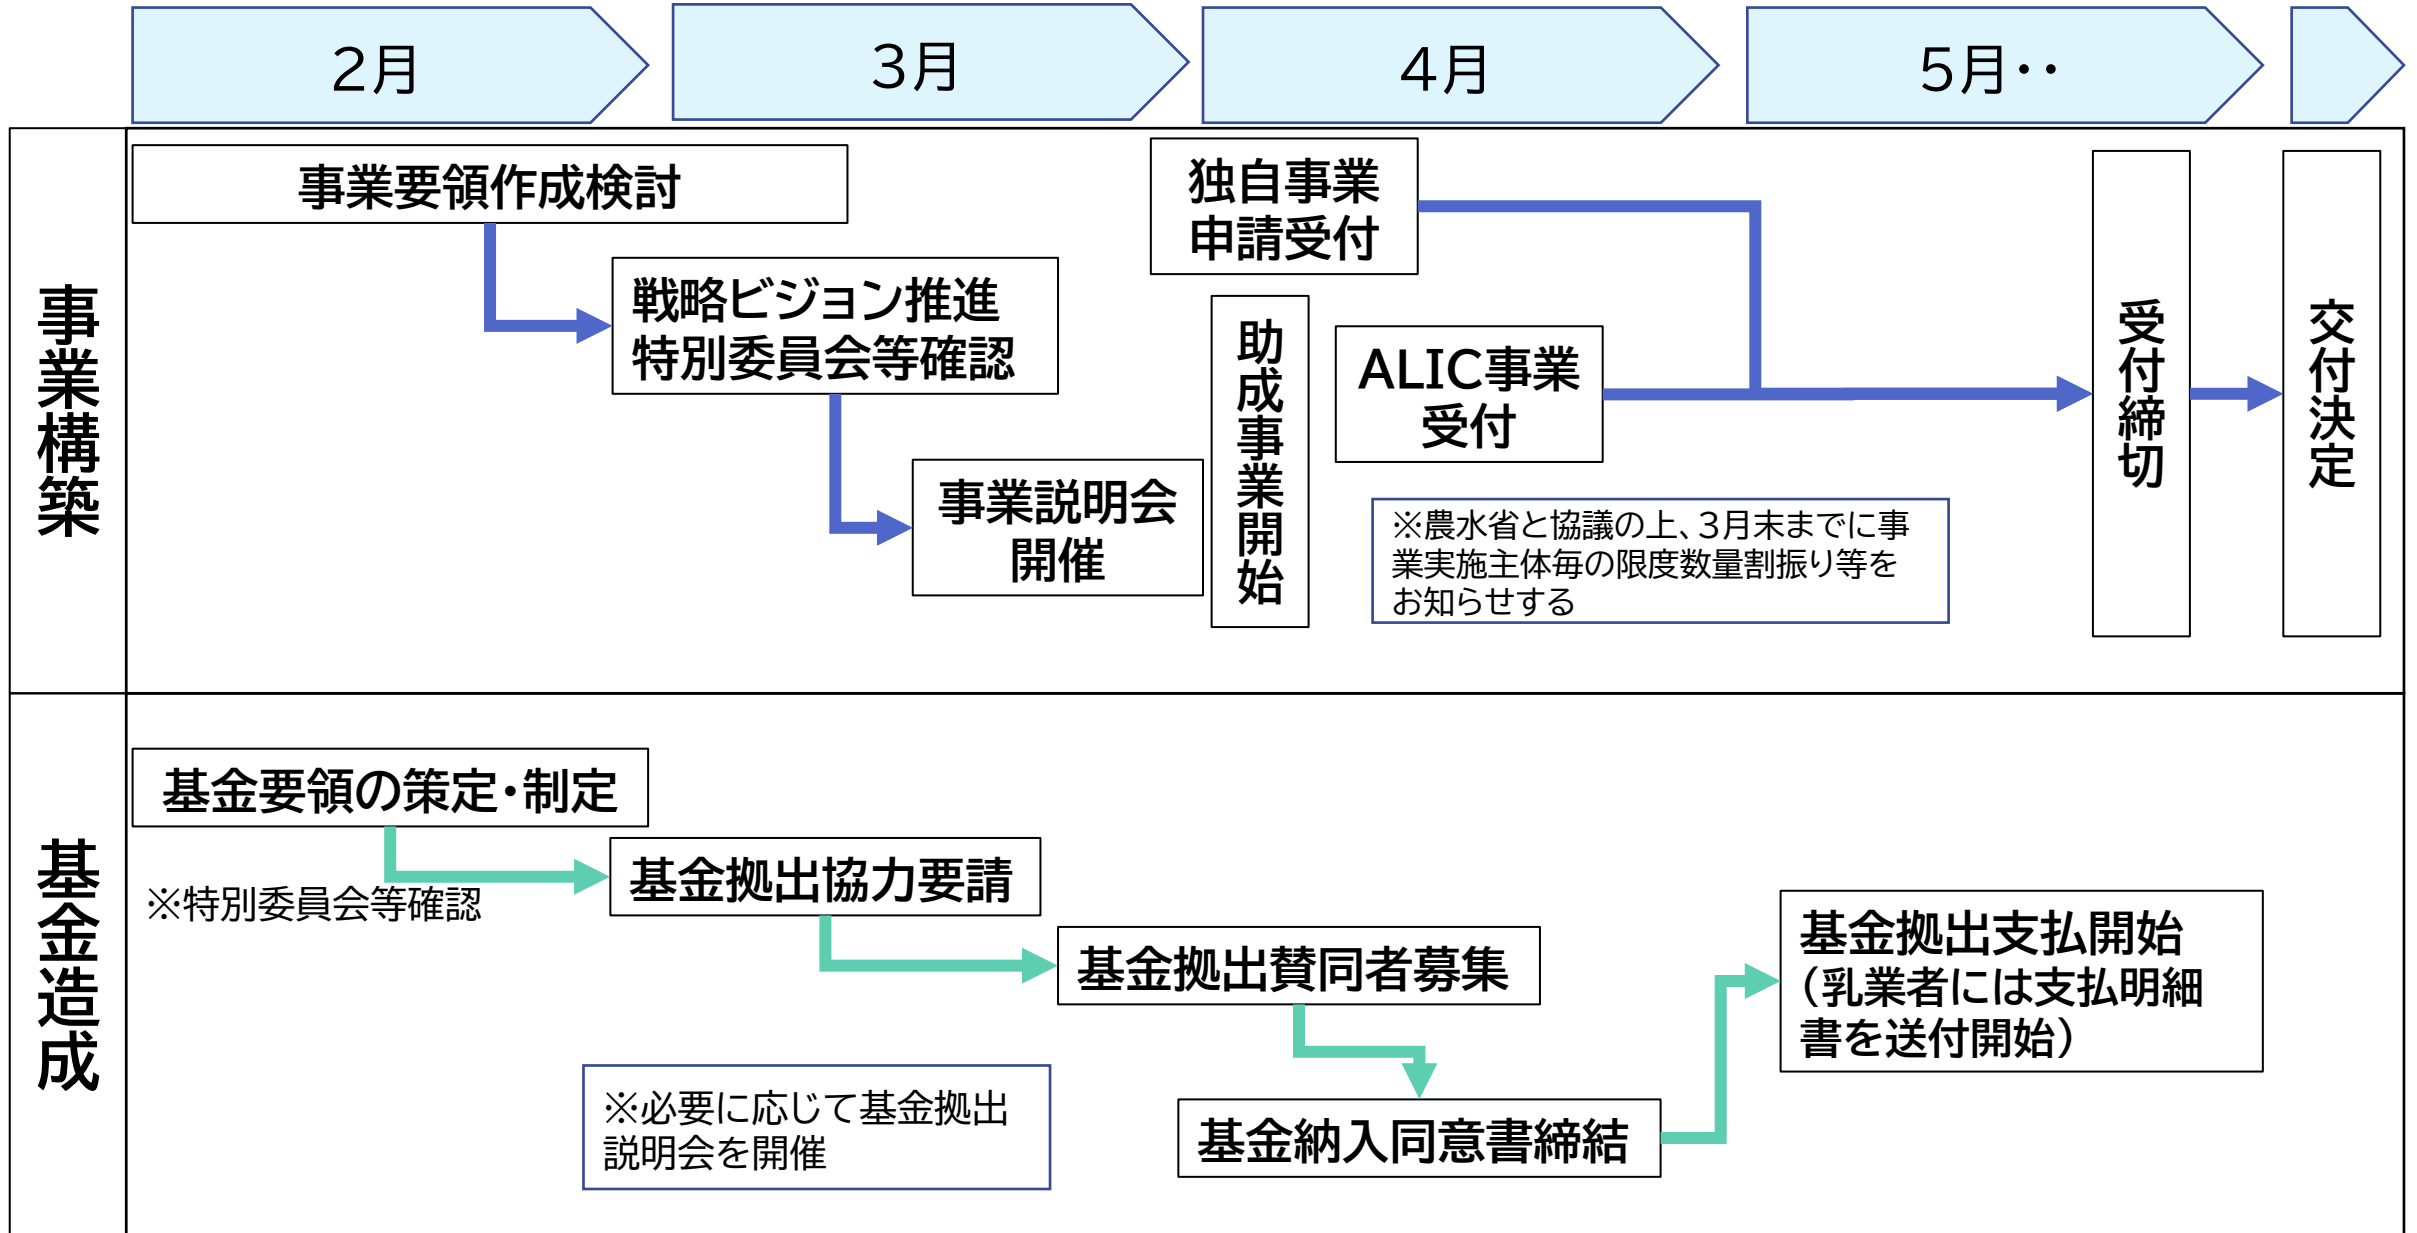 ２月
３月
４月
５月・・
事業構築
事業要領作成検討
戦略ビジョン推進
特別委員会等確認
事業説明会
開催
独自事業
申請受付
助成事業開始
ALIC事業
受付
※農水省と協議の上、３月末までに事
業実施主体毎の限度数量割振り等を
お知らせする
受付締切
交付決定
基金造成
基金要領の策定・制定
※特別委員会等確認
基金拠出協力要請
基金拠出賛同者募集
※必要に応じて基金拠出
説明会を開催
基金納入同意書締結
基金拠出支払開始
（乳業者には支払明細
書を送付開始）